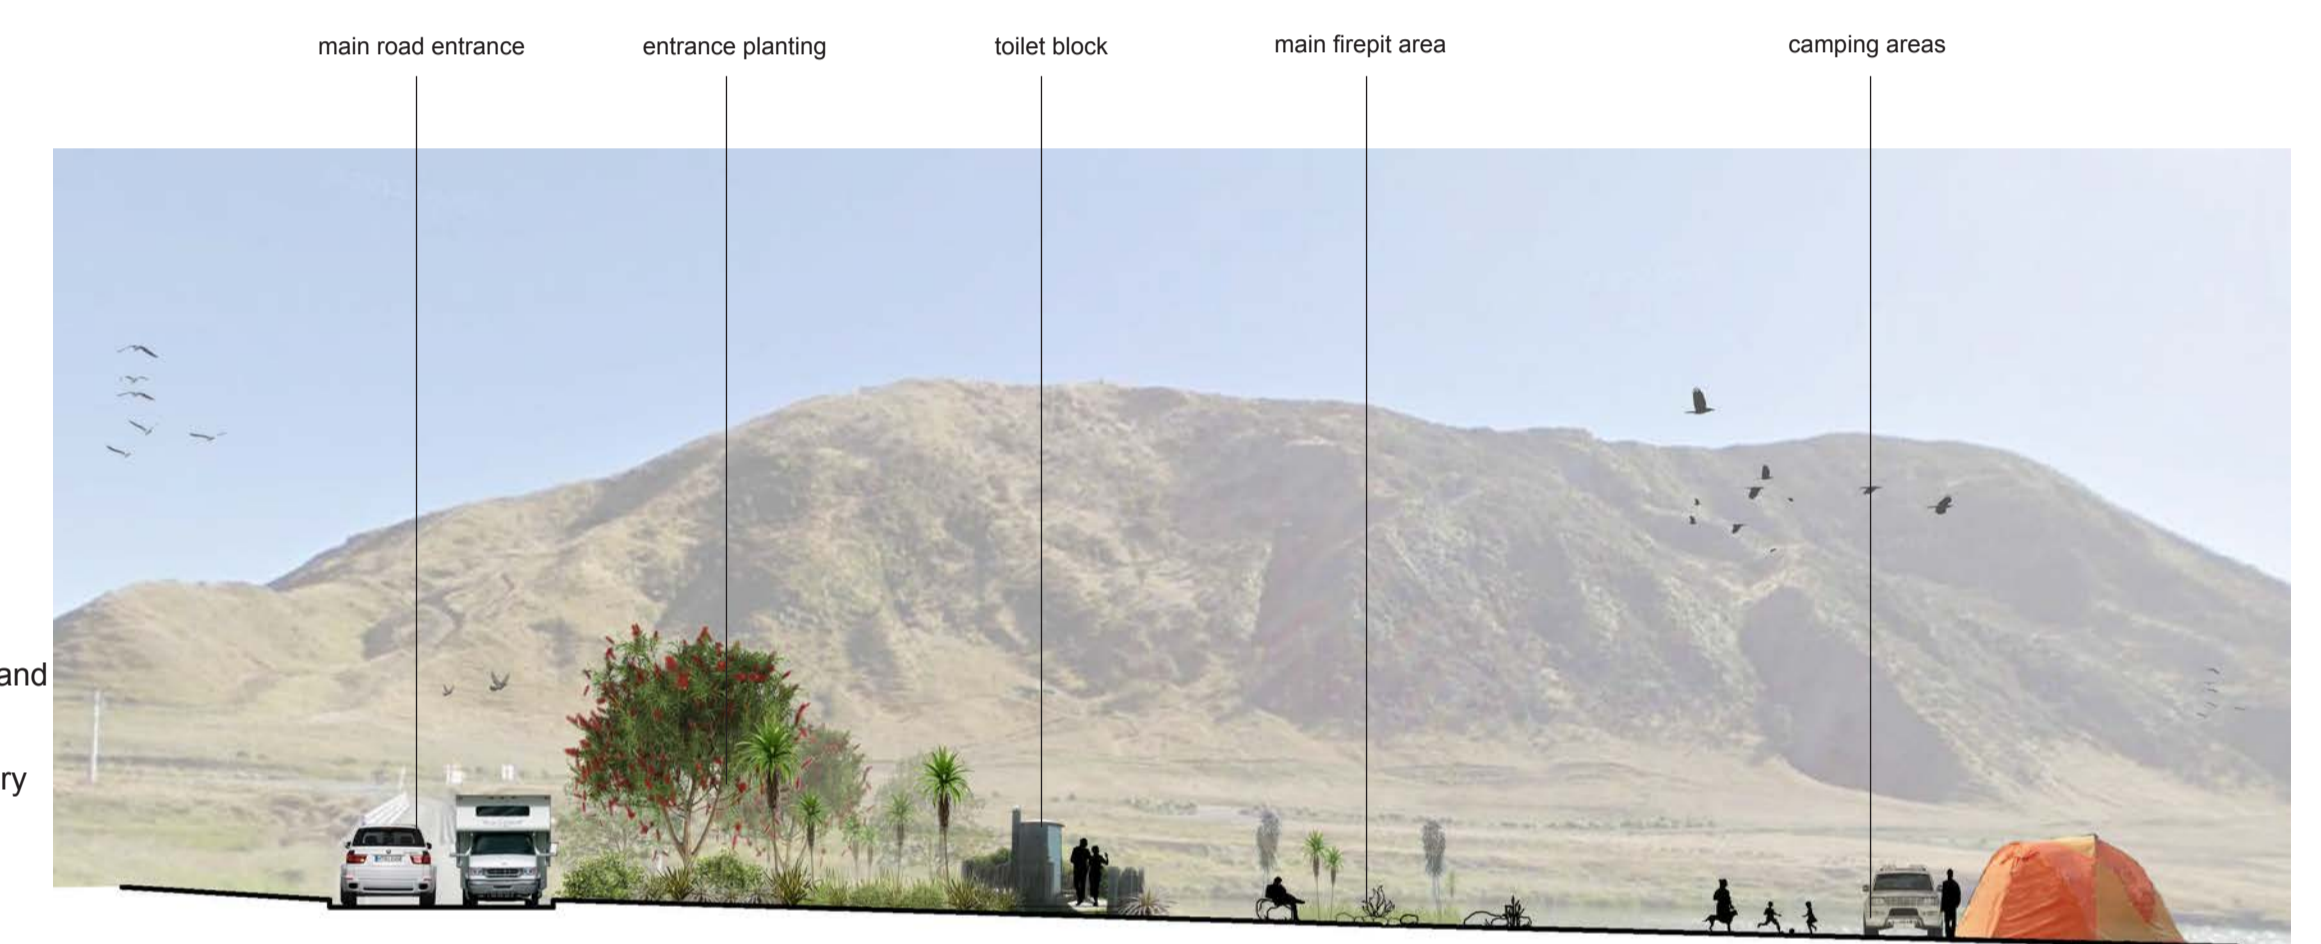 main road entrance
entrance planting
toilet block
main firepit area
camping areas
and
ry